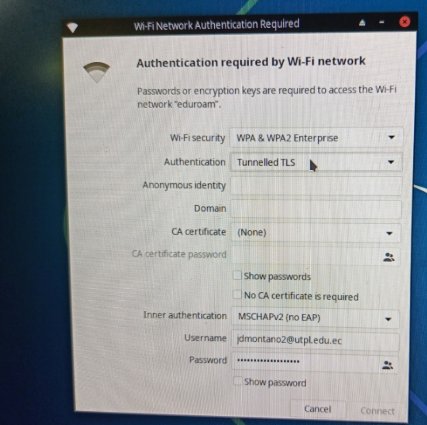 Wi-Fi Network Authentication Required
Authentication required by Wi-Fi network
Passwords or encryption keys are required to access the Wi-Fi
network "eduroam".
Wi-Fi security WPA & WPA2 Enterprise
Authentication Tunnelled TLS
Anonymous identity
Domain
CA certificate (None)
CA certificate password
Show passwords
No CA certificate is required
Inner authentication MSCHAPv2 (no EAP)
Username jdmontano2@utpl.edu.ec
Password ••••••••••••••••••
Show password
Cancel Connect